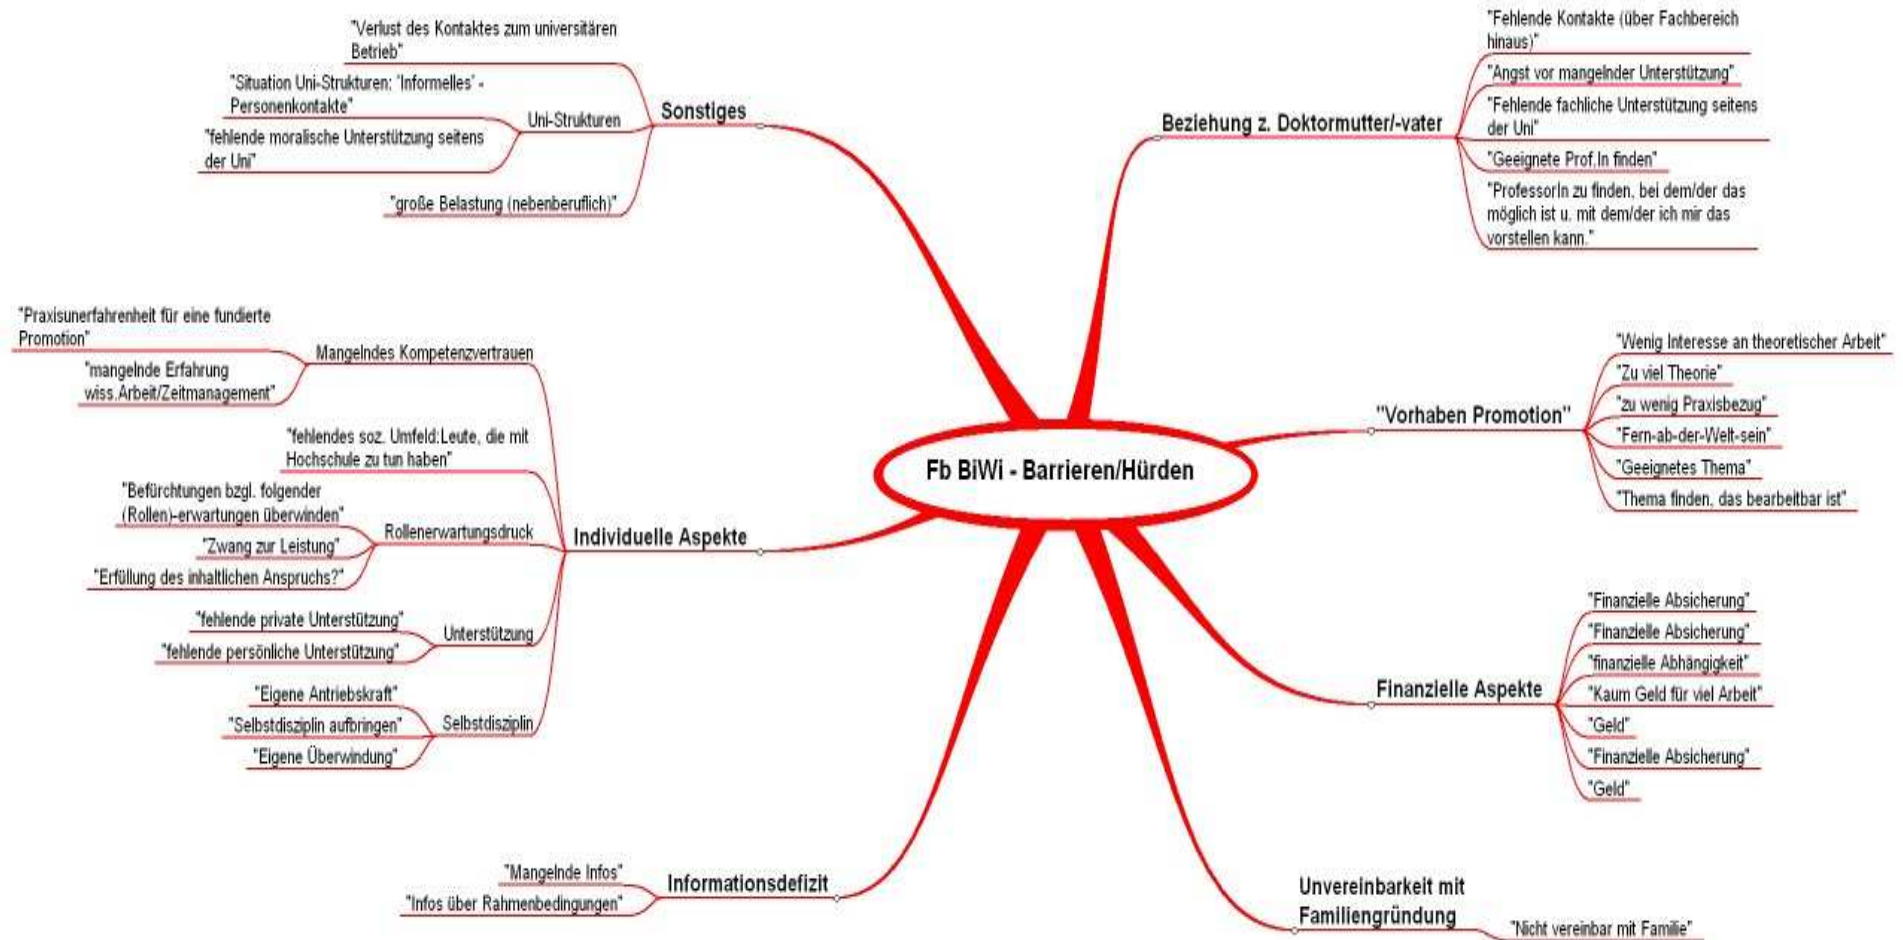 Fb BiWi - Barrieren/Hürden
Sonstiges
"Verlust des Kontaktes zum universitären
Betrieb"
Uni-Strukturen
"Situation Uni-Strukturen: 'Informelles' -
Personenkontakte"
"fehlende moralische Unterstützung seitens
der Uni"
"große Belastung (nebenberuflich)"
Individuelle Aspekte
Mangelndes Kompetenzvertrauen
"Praxisunerfahrenheit für eine fundierte
Promotion"
"mangelnde Erfahrung
wiss.Arbeit/Zeitmanagement"
"fehlendes soz. Umfeld:Leute, die mit
Hochschule zu tun haben"
Rollenerwartungsdruck
"Befürchtungen bzgl. folgender
(Rollen)-erwartungen überwinden"
"Zwang zur Leistung"
"Erfüllung des inhaltlichen Anspruchs?"
Unterstützung
"fehlende private Unterstützung"
"fehlende persönliche Unterstützung"
Selbstdisziplin
"Eigene Antriebskraft"
"Selbstdisziplin aufbringen"
"Eigene Überwindung"
Informationsdefizit
"Mangelnde Infos"
"Infos über Rahmenbedingungen"
Beziehung z. Doktormutter/-vater
"Fehlende Kontakte (über Fachbereich
hinaus)"
"Angst vor mangelnder Unterstützung"
"Fehlende fachliche Unterstützung seitens
der Uni"
"Geeignete Prof.In finden"
"ProfessorIn zu finden, bei dem/der das
möglich ist u. mit dem/der ich mir das
vorstellen kann."
"Vorhaben Promotion"
"Wenig Interesse an theoretischer Arbeit"
"Zu viel Theorie"
"zu wenig Praxisbezug"
"Fern-ab-der-Welt-sein"
"Geeignetes Thema"
"Thema finden, das bearbeitbar ist"
Finanzielle Aspekte
"Finanzielle Absicherung"
"Finanzielle Absicherung"
"finanzielle Abhängigkeit"
"Kaum Geld für viel Arbeit"
"Geld"
"Finanzielle Absicherung"
"Geld"
Unvereinbarkeit mit
Familiengründung
"Nicht vereinbar mit Familie"